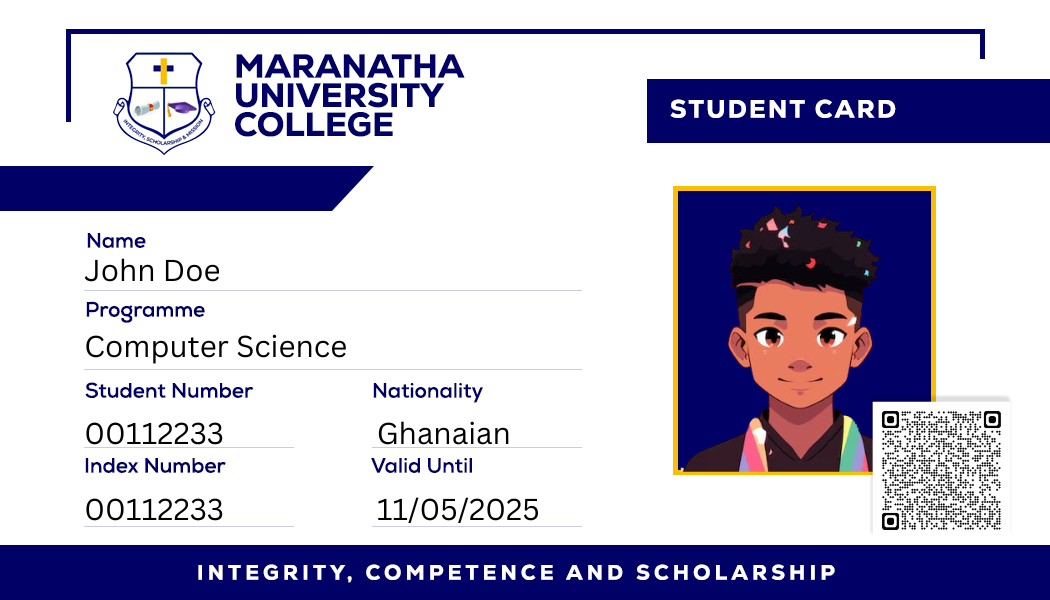 MARANATHA
UNIVERSITY
COLLEGE
INTEGRITY, SCHOLARSHIP & MISSION
STUDENT CARD
Name
John Doe
Programme
Computer Science
Student Number
Nationality
00112233
Ghanaian
Index Number
Valid Until
00112233
11/05/2025
INTEGRITY, COMPETENCE AND SCHOLARSHIP